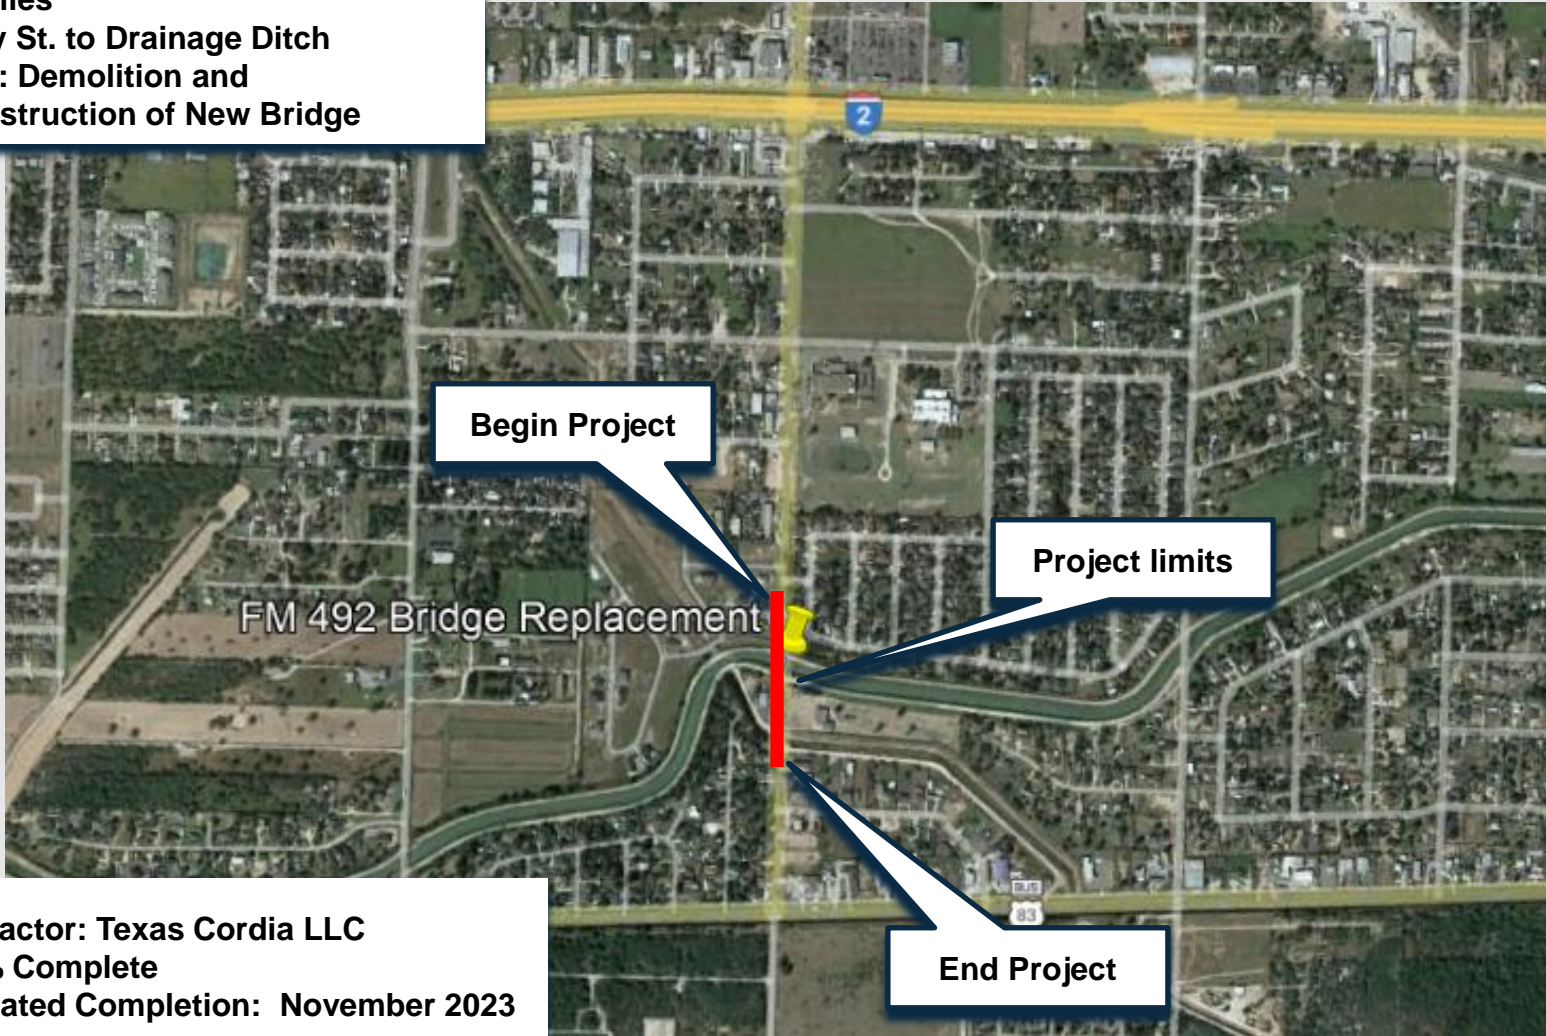 y St. to Drainage Ditch
: Demolition and
struction of New Bridge
2
Begin Project
Project limits
FM 492 Bridge Replacement
BUS
83
End Project
actor: Texas Cordia LLC
Complete
ated Completion: November 2023